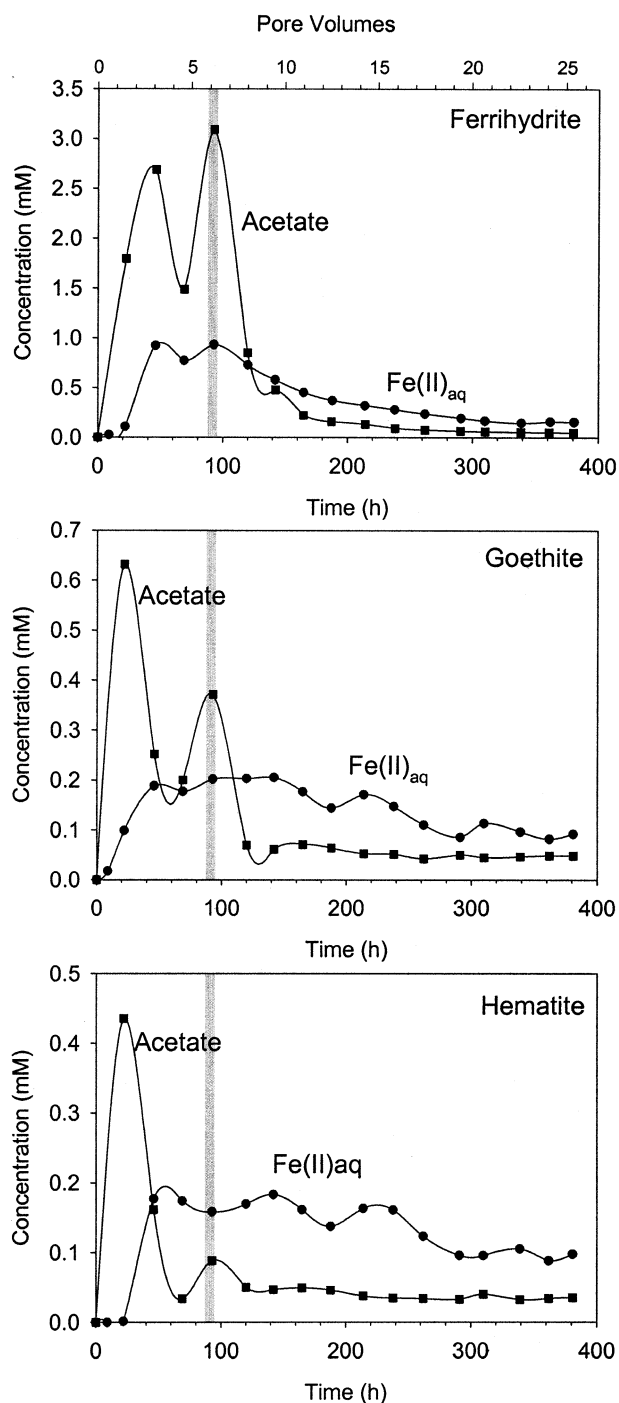 Pore Volumes
0 5 10 15 20 25
3.5
3.0
2.5
2.0
1.5
1.0
0.5
0.0
Concentration (mM)
Ferrihydrite
Acetate
Fe(II)aq
0 100 200 300 400
Time (h)
0.7
0.6
0.5
0.4
0.3
0.2
0.1
0.0
Concentration (mM)
Goethite
Acetate
Fe(II)aq
0 100 200 300 400
Time (h)
0.5
0.4
0.3
0.2
0.1
0.0
Concentration (mM)
Hematite
Acetate
Fe(II)aq
0 100 200 300 400
Time (h)